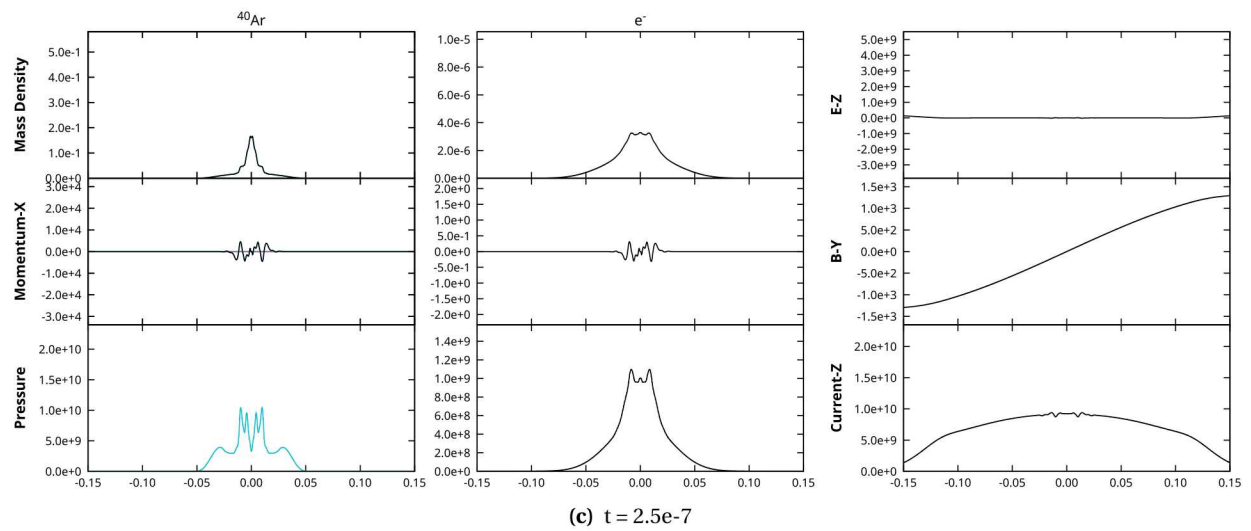 ⁴⁰Ar
e⁻
Mass Density
5.0e-1
4.0e-1
3.0e-1
2.0e-1
1.0e-1
0.0e+0
1.0e-5
8.0e-6
6.0e-6
4.0e-6
2.0e-6
0.0e+0
E-Z
5.0e+9
4.0e+9
3.0e+9
2.0e+9
1.0e+9
0.0e+0
-1.0e+9
-2.0e+9
-3.0e+9
Momentum-X
3.0e+4
2.0e+4
1.0e+4
0.0e+0
-1.0e+4
-2.0e+4
-3.0e+4
2.0e+0
1.5e+0
1.0e+0
5.0e-1
0.0e+0
-5.0e-1
-1.0e+0
-1.5e+0
-2.0e+0
B-Y
1.5e+3
1.0e+3
5.0e+2
0.0e+0
-5.0e+2
-1.0e+3
-1.5e+3
Pressure
2.0e+10
1.5e+10
1.0e+10
5.0e+9
0.0e+0
1.4e+9
1.2e+9
1.0e+9
8.0e+8
6.0e+8
4.0e+8
2.0e+8
0.0e+0
Current-Z
2.0e+10
1.5e+10
1.0e+10
5.0e+9
0.0e+0
-0.15 -0.10 -0.05 0.00 0.05 0.10 0.15
-0.15 -0.10 -0.05 0.00 0.05 0.10 0.15
-0.15 -0.10 -0.05 0.00 0.05 0.10 0.15
(c) t = 2.5e-7